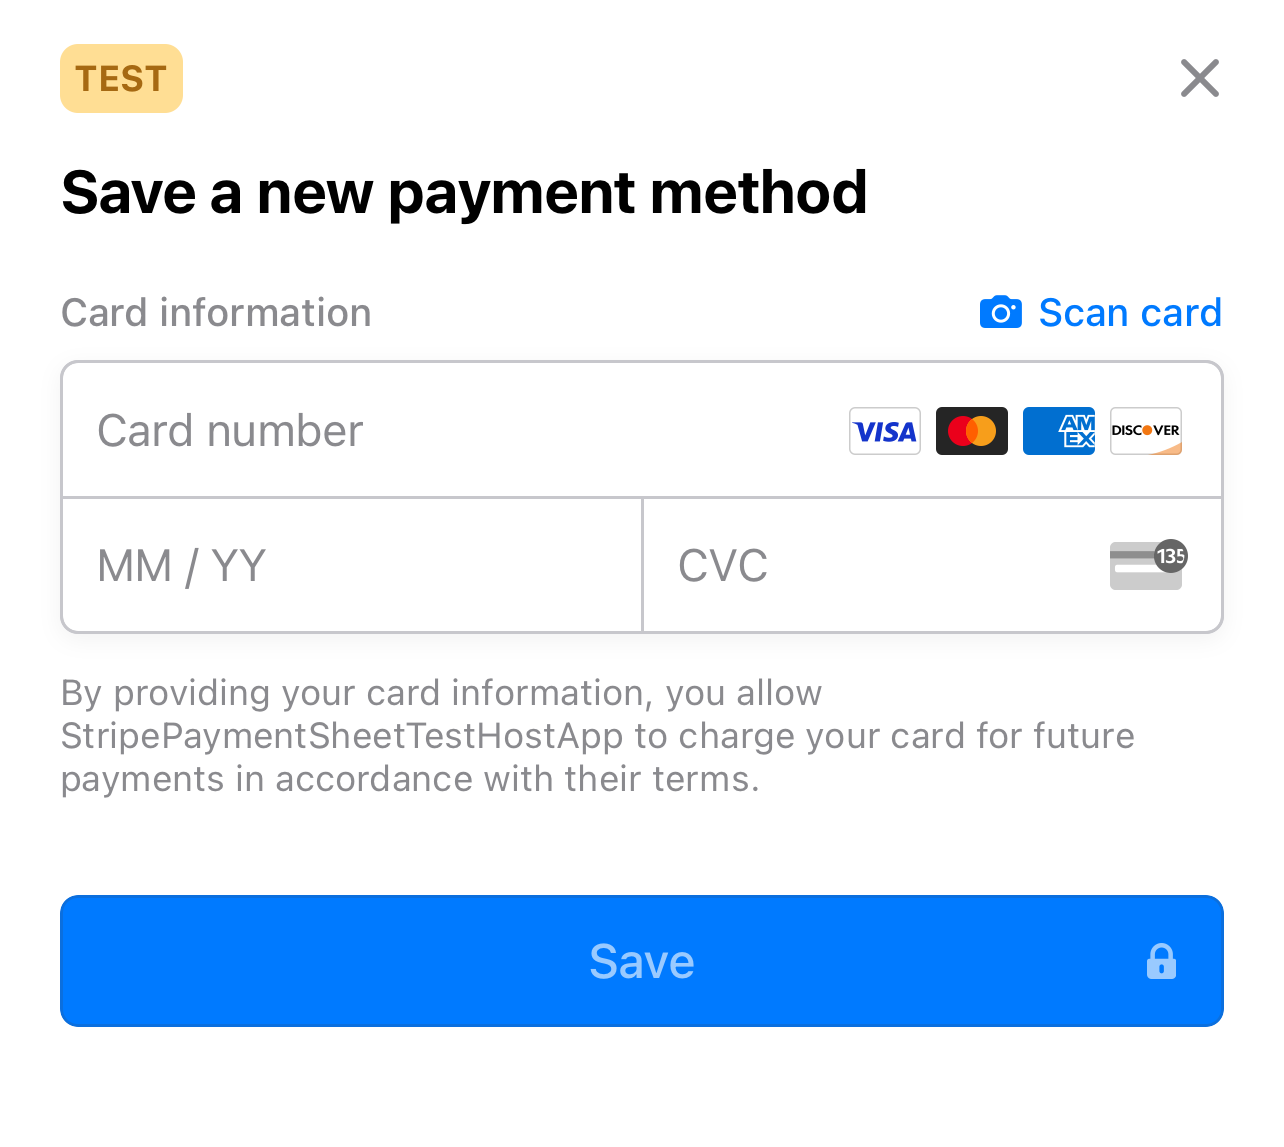 TEST
Save a new payment method
Card information
Scan card
Card number
VISA
AM
EX
DISCOVER
MM / YY
CVC
135
By providing your card information, you allow
StripePaymentSheetTestHostApp to charge your card for future
payments in accordance with their terms.
Save